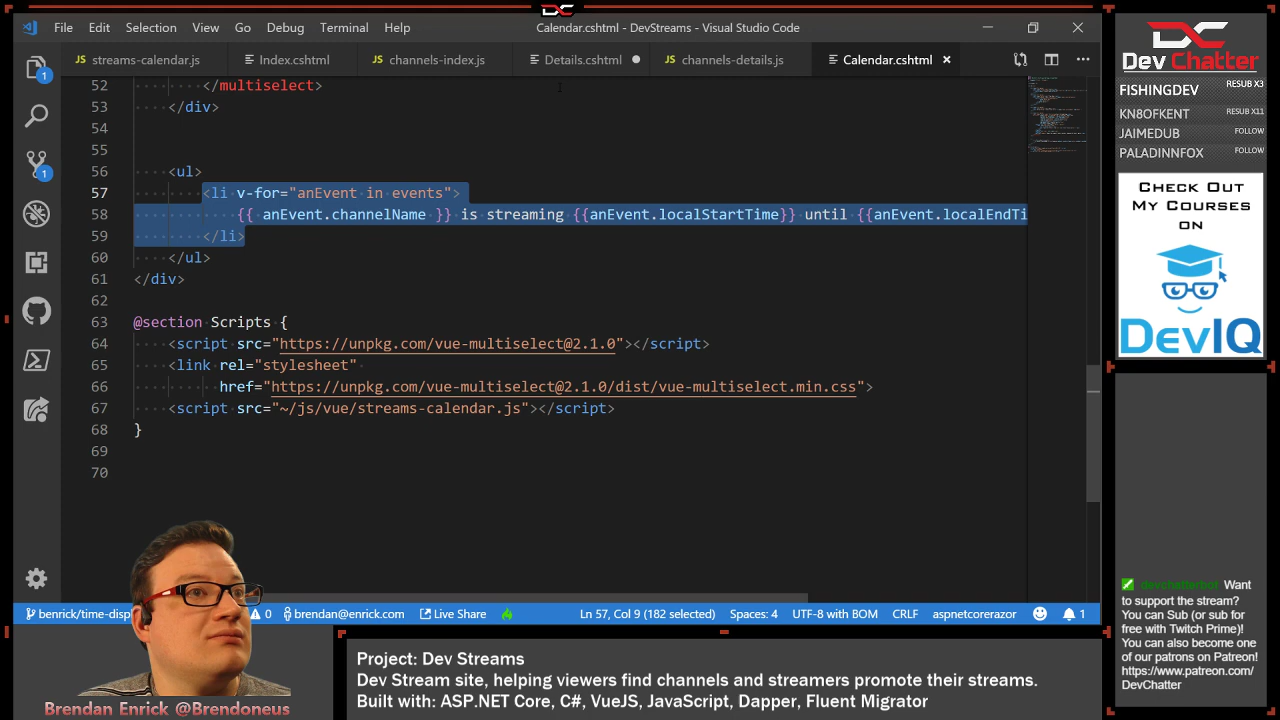 File Edit Selection View Go Debug Terminal Help
Calendar.cshtml - DevStreams - Visual Studio Code
JS streams-calendar.js
Index.cshtml
JS channels-index.js
Details.cshtml
JS channels-details.js
Calendar.cshtml
1
1
52 </multiselect>
53 </div>
54
55
56 <ul>
57 <li v-for="anEvent in events">
58 {{ anEvent.channelName }} is streaming {{anEvent.localStartTime}} until {{anEvent.localEndTi
59 </li>
60 </ul>
61 </div>
62
63 @section Scripts {
64 <script src="https://unpkg.com/vue-multiselect@2.1.0"></script>
65 <link rel="stylesheet"
66 href="https://unpkg.com/vue-multiselect@2.1.0/dist/vue-multiselect.min.css">
67 <script src="~/js/vue/streams-calendar.js"></script>
68 }
69
70
benrick/time-disp 0 brendan@enrick.com Live Share Ln 57, Col 9 (182 selected) Spaces: 4 UTF-8 with BOM CRLF aspnetcorerazor 1
Brendan Enrick @Brendoneus
Project: Dev Streams
Dev Stream site, helping viewers find channels and streamers promote their streams.
Built with: ASP.NET Core, C#, VueJS, JavaScript, Dapper, Fluent Migrator
DC
DC
Dev Chatter
FISHINGDEV RESUB X3
KN8OFKENT RESUB X11
JAIMEDUB FOLLOW
PALADINNFOX FOLLOW
CHECK OUT
MY COURSES
ON
DevIQ
devchatterbot Want
to support the stream?
You can Sub (or sub for
free with Twitch Prime)!
You can also become one
of our patrons on Patreon!
https://www.patreon.com/
DevChatter